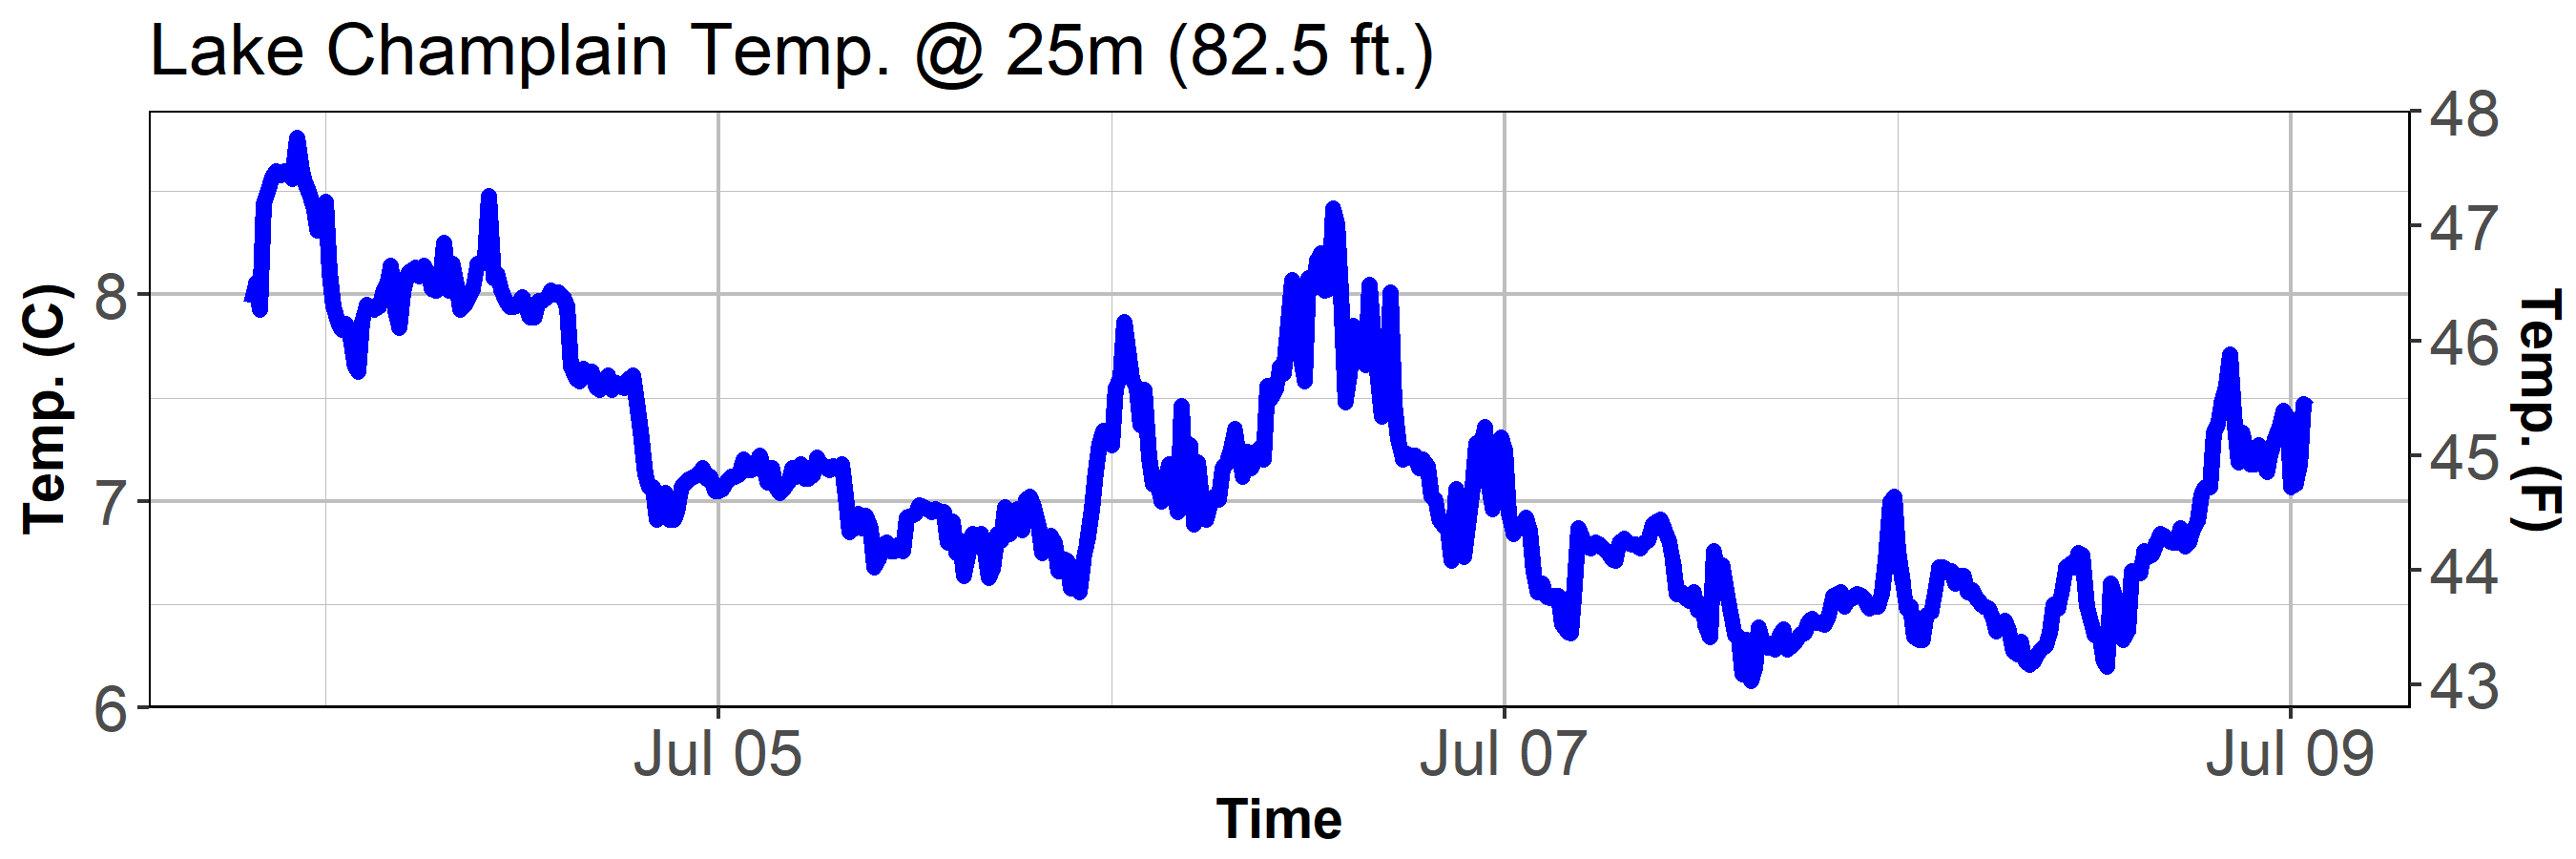 Lake Champlain Temp. @ 25m (82.5 ft.)
Temp. (C)
8
7
6
48
47
46
45
44
43
Temp. (F)
Jul 05
Jul 07
Jul 09
Time